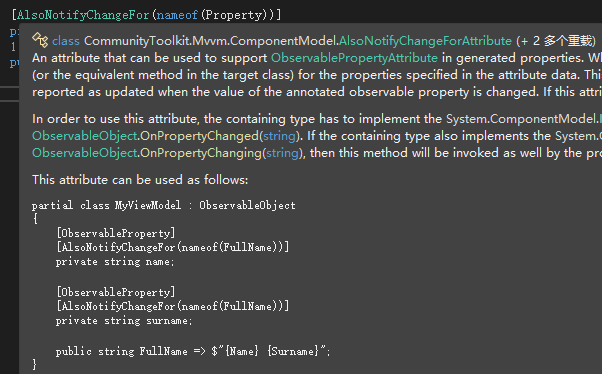 [AlsoNotifyChangeFor(nameof(Property))]
class CommunityToolkit.Mvvm.ComponentModel.AlsoNotifyChangeForAttribute (+ 2 多个重载)
An attribute that can be used to support ObservablePropertyAttribute in generated properties.
(or the equivalent method in the target class) for the properties specified in the attribute data.
reported as updated when the value of the annotated observable property is changed. If this attri
In order to use this attribute, the containing type has to implement the System.ComponentModel.
ObservableObject.OnPropertyChanged(string). If the containing type also implements the System.
ObservableObject.OnPropertyChanging(string), then this method will be invoked as well by the pro
This attribute can be used as follows:
partial class MyViewModel : ObservableObject
{
[ObservableProperty]
[AlsoNotifyChangeFor(nameof(FullName))]
private string name;
[ObservableProperty]
[AlsoNotifyChangeFor(nameof(FullName))]
private string surname;
public string FullName => $"{Name} {Surname}";
}